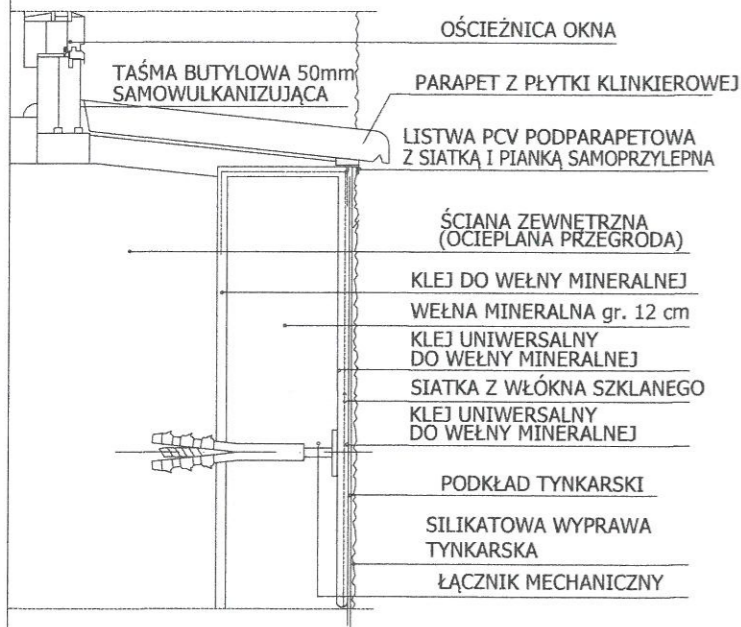 OŚCIEŻNICA OKNA
TAŚMA BUTYLOWA 50mm
SAMOWULKANIZUJĄCA
PARAPET Z PŁYTKI KLINKIEROWEJ
LISTWA PCV PODPARAPETOWA
Z SIATKĄ I PIANKĄ SAMOPRZYLEPNA
ŚCIANA ZEWNĘTRZNA
(OCIEPLANA PRZEGRODA)
KLEJ DO WEŁNY MINERALNEJ
WEŁNA MINERALNA gr. 12 cm
KLEJ UNIWERSALNY
DO WEŁNY MINERALNEJ
SIATKA Z WŁÓKNA SZKLANEGO
KLEJ UNIWERSALNY
DO WEŁNY MINERALNEJ
PODKŁAD TYNKARSKI
SILIKATOWA WYPRAWA
TYNKARSKA
ŁĄCZNIK MECHANICZNY